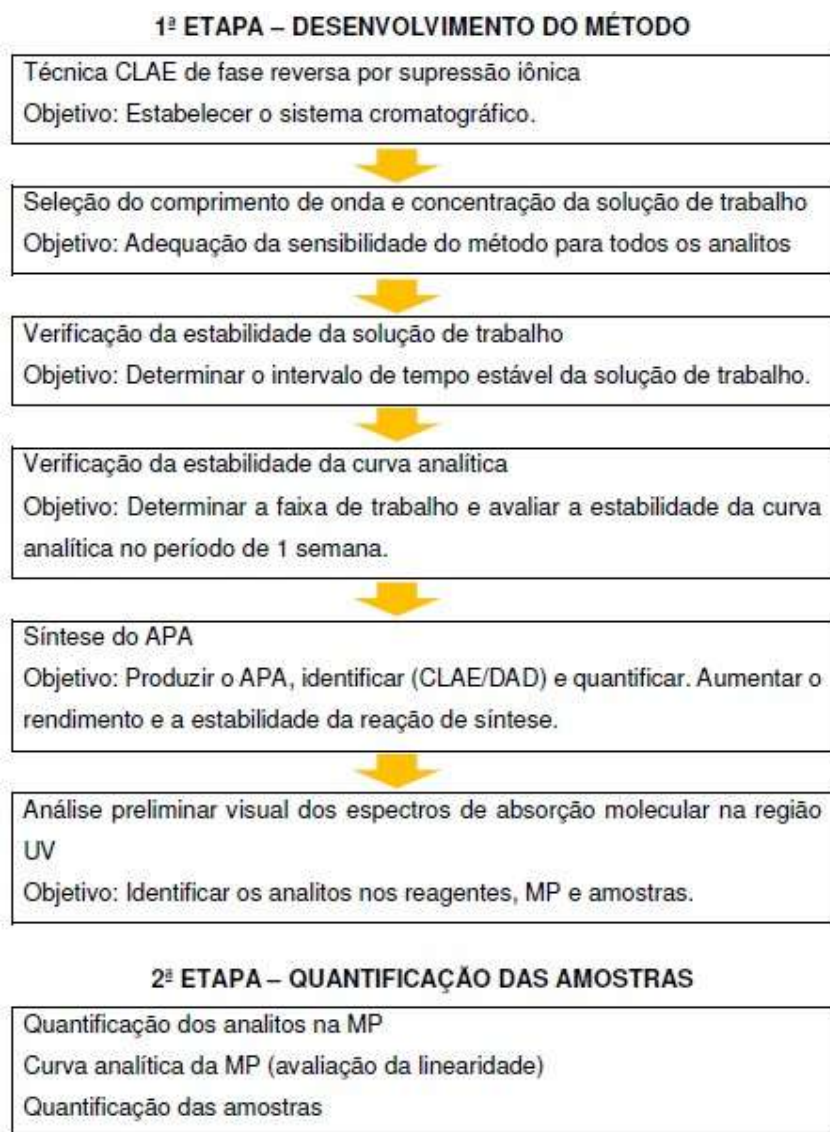 1ª ETAPA – DESENVOLVIMENTO DO MÉTODO
Técnica CLAE de fase reversa por supressão iônica
Objetivo: Estabelecer o sistema cromatográfico.
Seleção do comprimento de onda e concentração da solução de trabalho
Objetivo: Adequação da sensibilidade do método para todos os analitos
Verificação da estabilidade da solução de trabalho
Objetivo: Determinar o intervalo de tempo estável da solução de trabalho.
Verificação da estabilidade da curva analítica
Objetivo: Determinar a faixa de trabalho e avaliar a estabilidade da curva
analítica no período de 1 semana.
Síntese do APA
Objetivo: Produzir o APA, identificar (CLAE/DAD) e quantificar. Aumentar o
rendimento e a estabilidade da reação de síntese.
Análise preliminar visual dos espectros de absorção molecular na região
UV
Objetivo: Identificar os analitos nos reagentes, MP e amostras.
2ª ETAPA – QUANTIFICAÇÃO DAS AMOSTRAS
Quantificação dos analitos na MP
Curva analítica da MP (avaliação da linearidade)
Quantificação das amostras